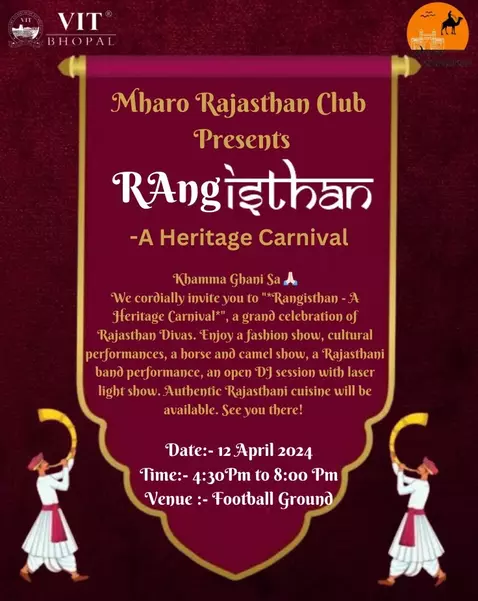 VIT®
BHOPAL
Mharo Rajasthan Club
Presents
RAngisthan
-A Heritage Carnival
Khamma Ghani Sa 🙏🏻
We cordially invite you to "*Rangisthan - A
Heritage Carnival*", a grand celebration of
Rajasthan Divas. Enjoy a fashion show, cultural
performances, a horse and camel show, a Rajasthani
band performance, an open DJ session with laser
light show. Authentic Rajasthani cuisine will be
available. See you there!
Date:- 12 April 2024
Time:- 4:30Pm to 8:00 Pm
Venue :- Football Ground